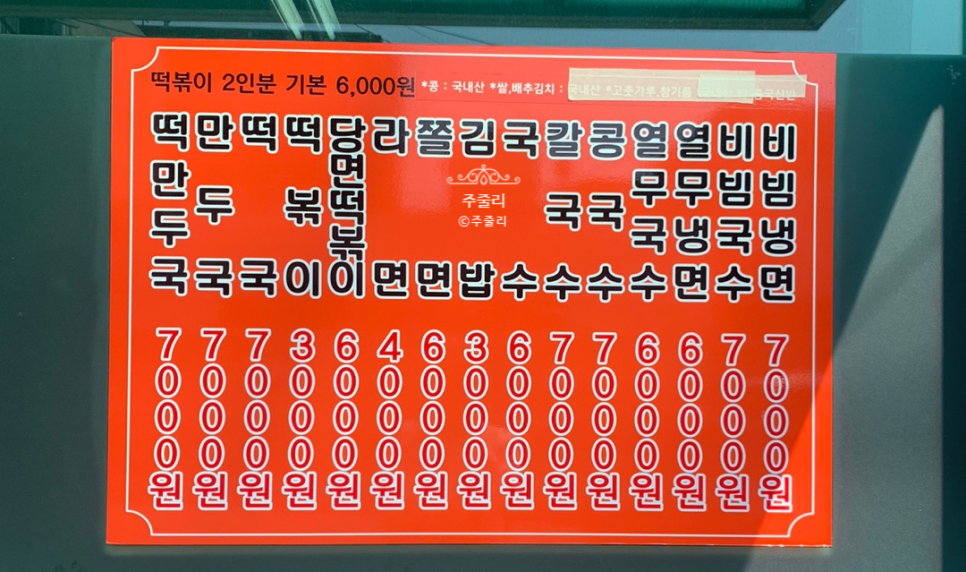 떡볶이 2인분 기본 6,000원 *콩 : 국내산 *쌀,배추김치 : 국내산 *고춧가루,참기름
떡만두국 7000원
만두국 7000원
떡국 7000원
떡볶이 3000원
당면떡볶이 6000원
라면 4000원
쫄면 6000원
김밥 3000원
국수 6000원
칼국수 7000원
콩국수 7000원
열무국수 6000원
열무냉면 6000원
비빔국수 7000원
비빔냉면 7000원
주줄리
©주줄리